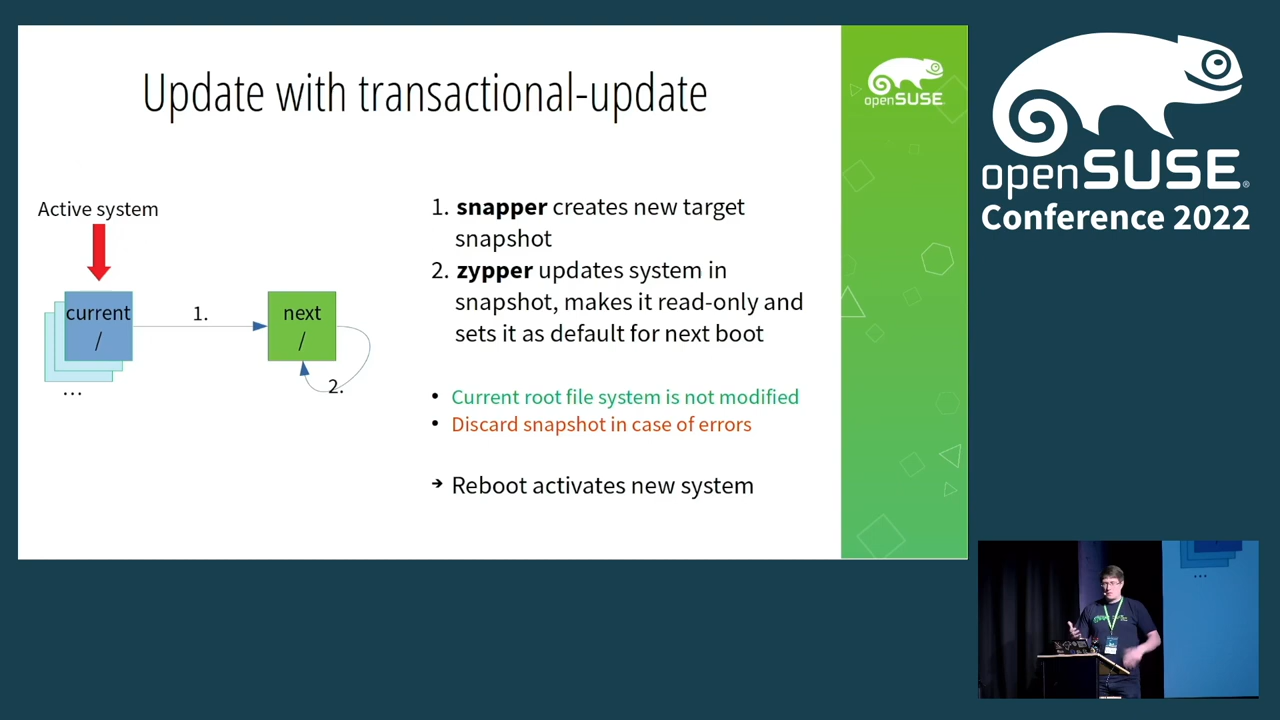 Update with transactional-update
openSUSE
Active system
current
/
...
1.
next
/
2.
1. snapper creates new target
snapshot
2. zypper updates system in
snapshot, makes it read-only and
sets it as default for next boot
• Current root file system is not modified
• Discard snapshot in case of errors
➔ Reboot activates new system
openSUSE®
Conference 2022